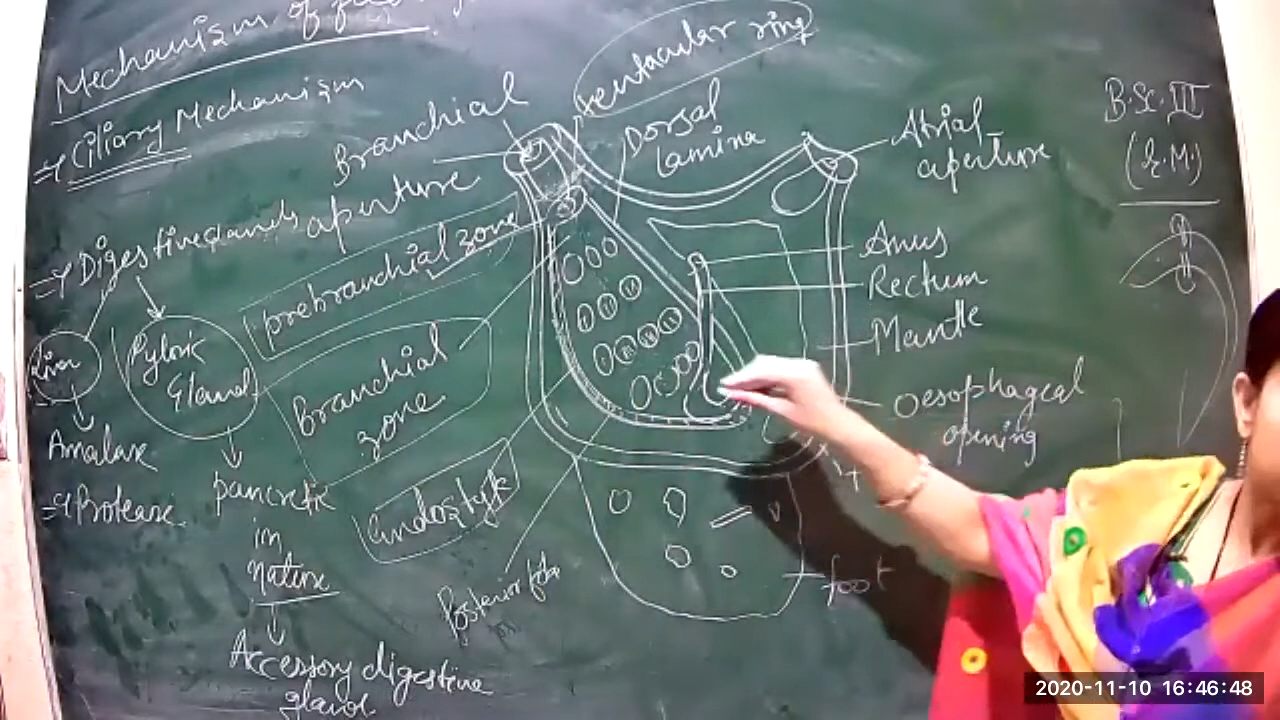 Mechanism of
→ Ciliary Mechanism
→ Digestive glands
Liver
Pyloric
Gland
Amalase
→ Protease
pancretic
in
nature
Accessory digestive
gland
Branchial
aperture
prebranchial zone
Branchial
zone
Endostyle
Posterior
tentacular ring
Dorsal
Lamina
Atrial
aperture
Anus
Rectum
Mantle
Oesophageal
opening
foot
B.Sc. III
2020-11-10 16:46:48